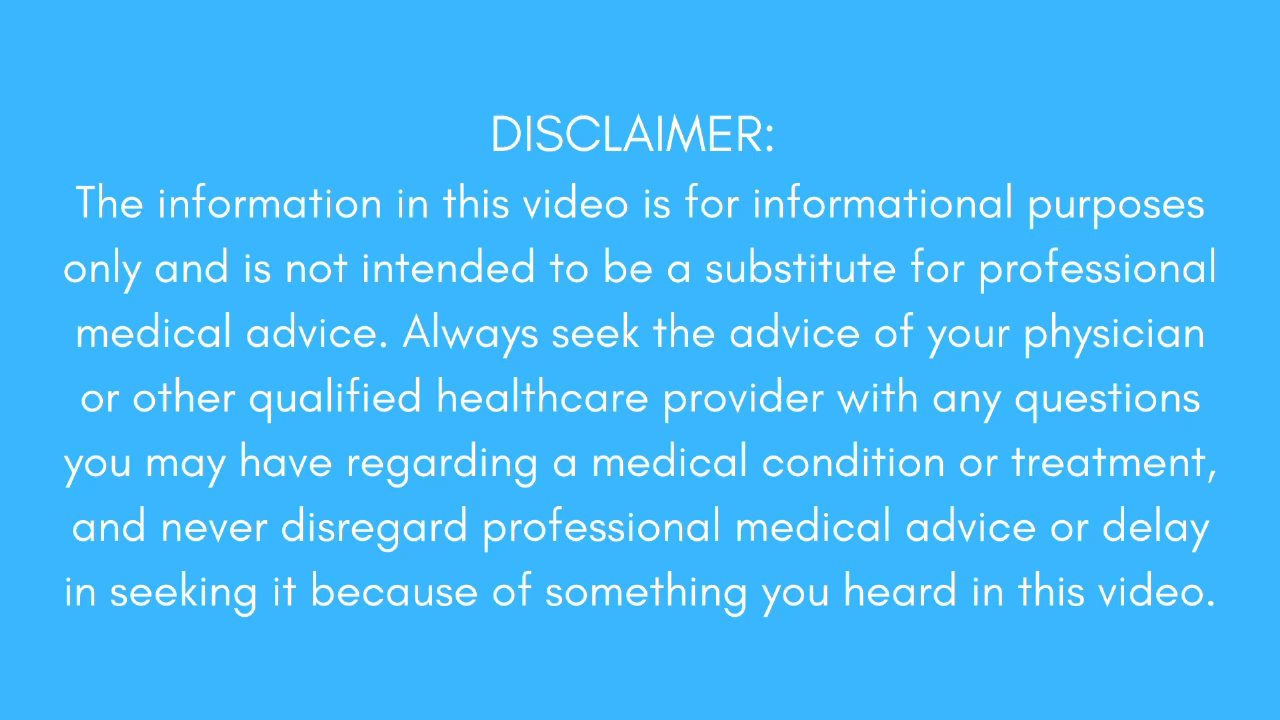 DISCLAIMER:
The information in this video is for informational purposes
only and is not intended to be a substitute for professional
medical advice. Always seek the advice of your physician
or other qualified healthcare provider with any questions
you may have regarding a medical condition or treatment,
and never disregard professional medical advice or delay
in seeking it because of something you heard in this video.